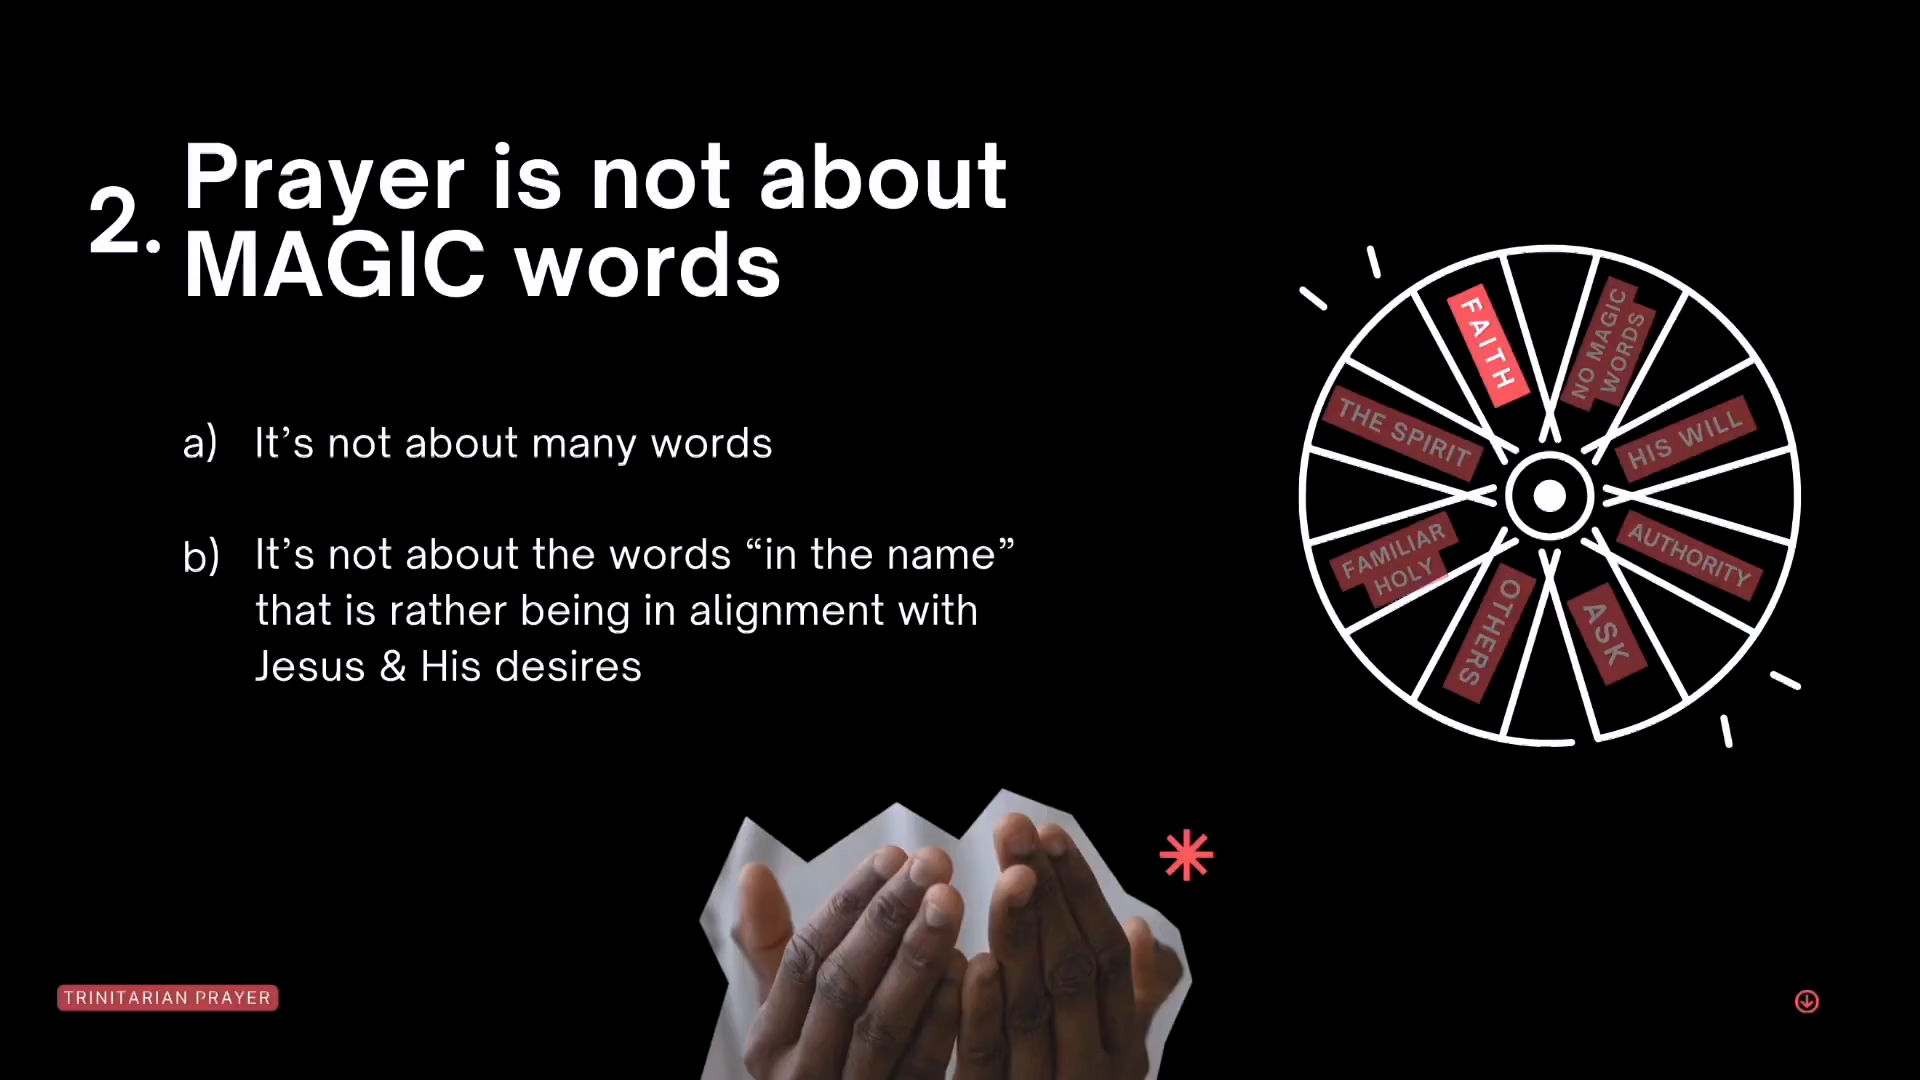 2.
Prayer is not about
MAGIC words
a) It’s not about many words
b) It’s not about the words “in the name”
that is rather being in alignment with
Jesus & His desires
FAITH
NO MAGIC
WORDS
HIS WILL
AUTHORITY
ASK
OTHERS
FAMILIAR
HOLY
THE SPIRIT
TRINITARIAN PRAYER